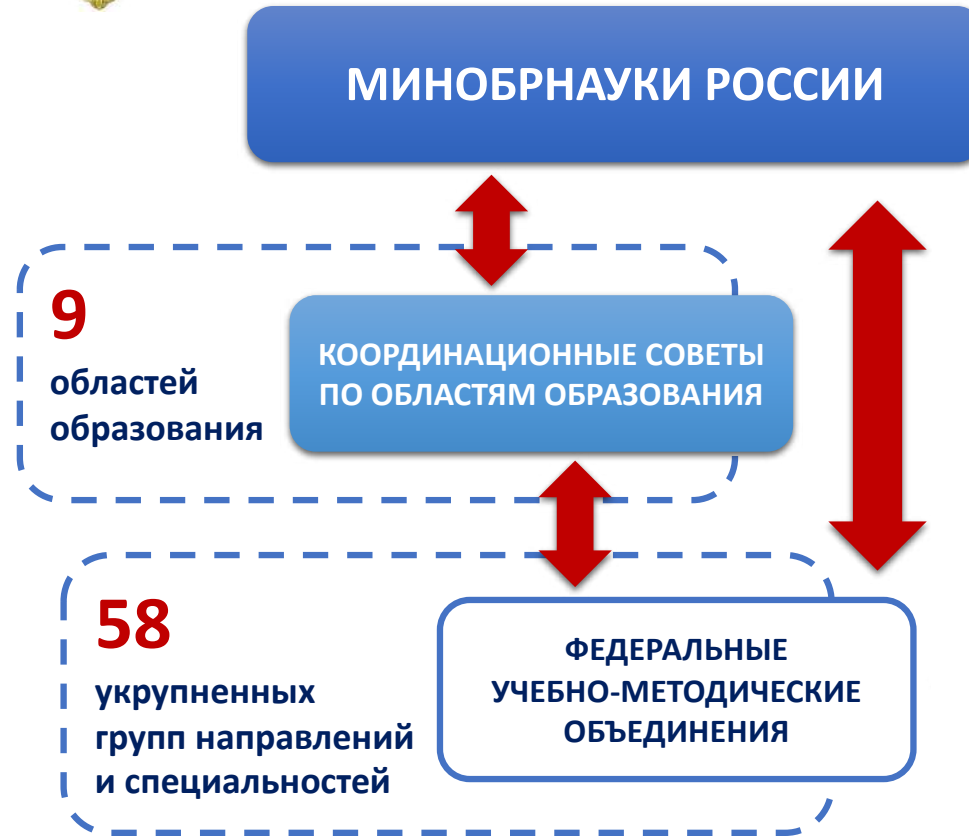 МИНОБРНАУКИ РОССИИ
9
областей
образования
КООРДИНАЦИОННЫЕ СОВЕТЫ
ПО ОБЛАСТЯМ ОБРАЗОВАНИЯ
58
укрупненных
групп направлений
и специальностей
ФЕДЕРАЛЬНЫЕ
УЧЕБНО-МЕТОДИЧЕСКИЕ
ОБЪЕДИНЕНИЯ